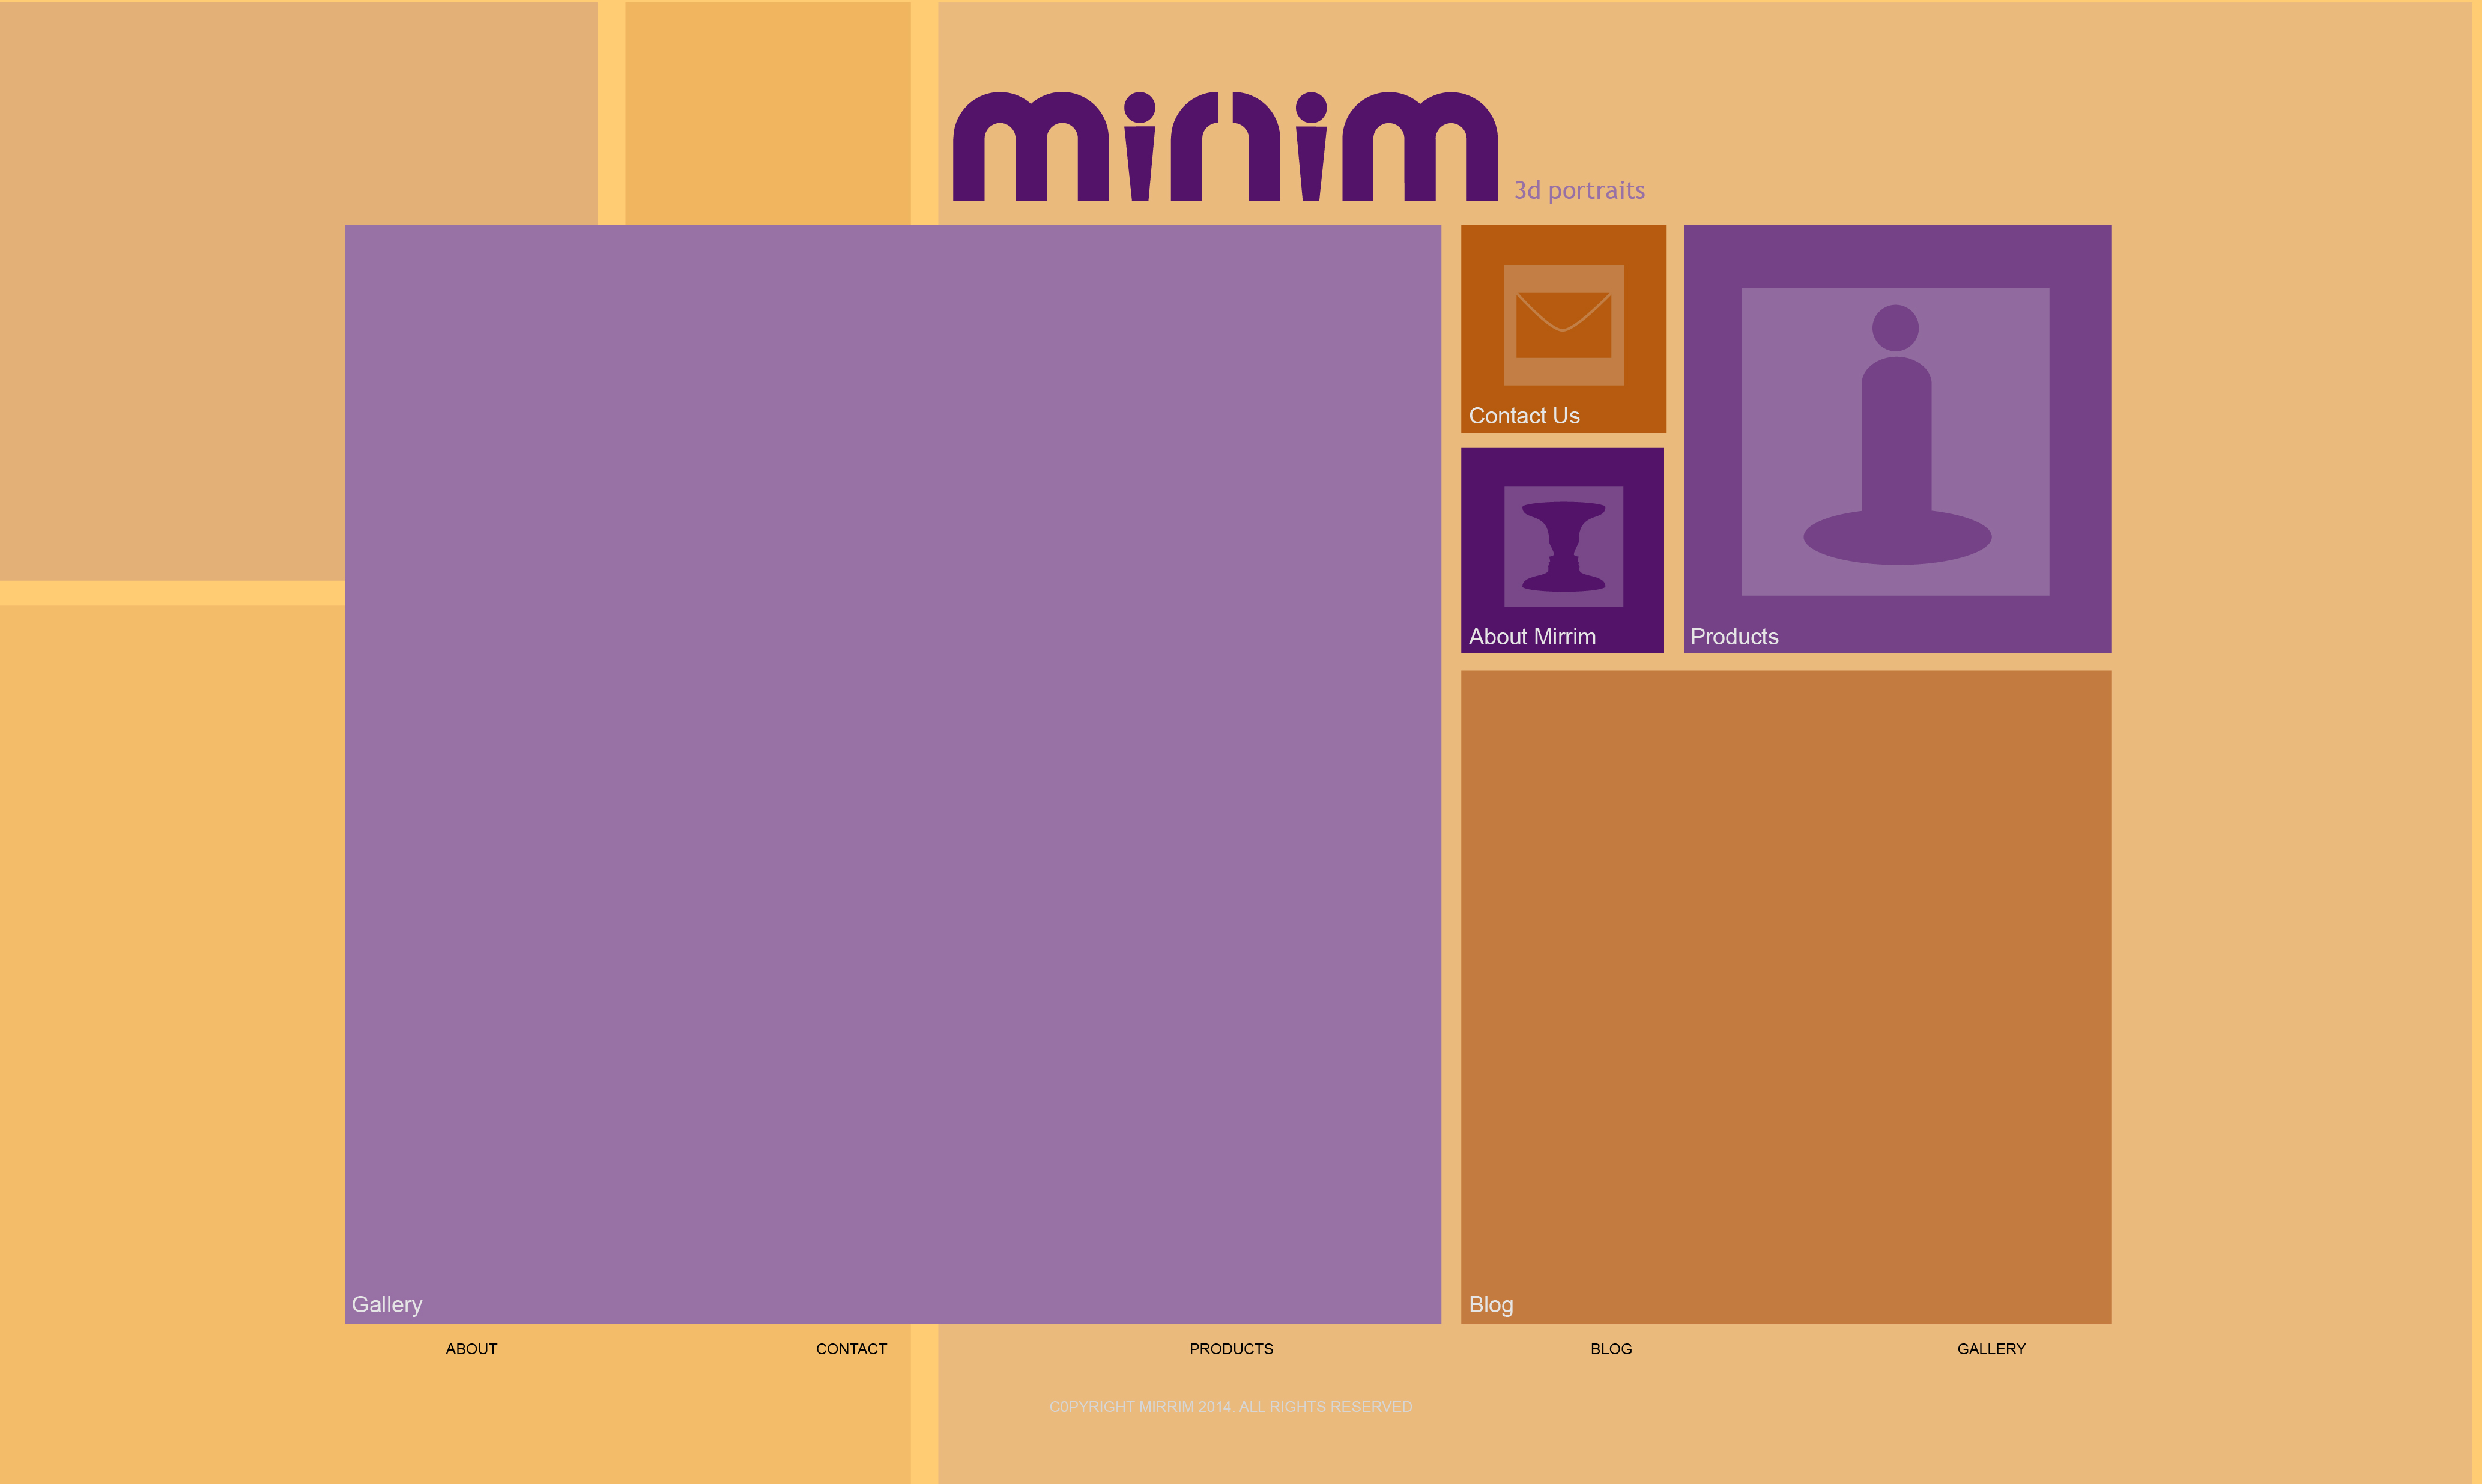 mirrim
3d portraits
Contact Us
About Mirrim
Products
Gallery
Blog
ABOUT
CONTACT
PRODUCTS
BLOG
GALLERY
C0PYRIGHT MIRRIM 2014. ALL RIGHTS RESERVED